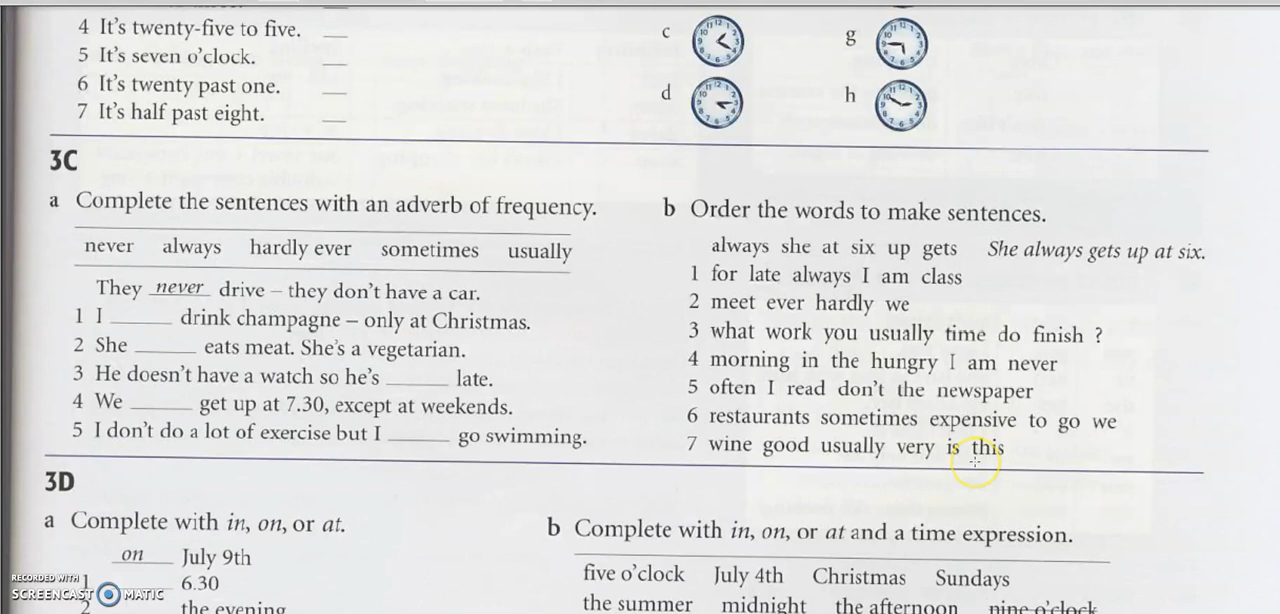 4 It's twenty-five to five. ___
5 It's seven o'clock. ___
6 It's twenty past one. ___
7 It's half past eight. ___
c
g
d
h
3C
a Complete the sentences with an adverb of frequency.
never always hardly ever sometimes usually
They never drive – they don't have a car.
1 I ______ drink champagne – only at Christmas.
2 She ______ eats meat. She's a vegetarian.
3 He doesn't have a watch so he's ______ late.
4 We ______ get up at 7.30, except at weekends.
5 I don't do a lot of exercise but I ______ go swimming.
b Order the words to make sentences.
always she at six up gets She always gets up at six.
1 for late always I am class
2 meet ever hardly we
3 what work you usually time do finish ?
4 morning in the hungry I am never
5 often I read don't the newspaper
6 restaurants sometimes expensive to go we
7 wine good usually very is this
3D
a Complete with in, on, or at.
on July 9th
1 6.30
2 the evening
b Complete with in, on, or at and a time expression.
five o'clock July 4th Christmas Sundays
the summer midnight the afternoon nine o'clock
RECORDED WITH
SCREENCAST MATIC